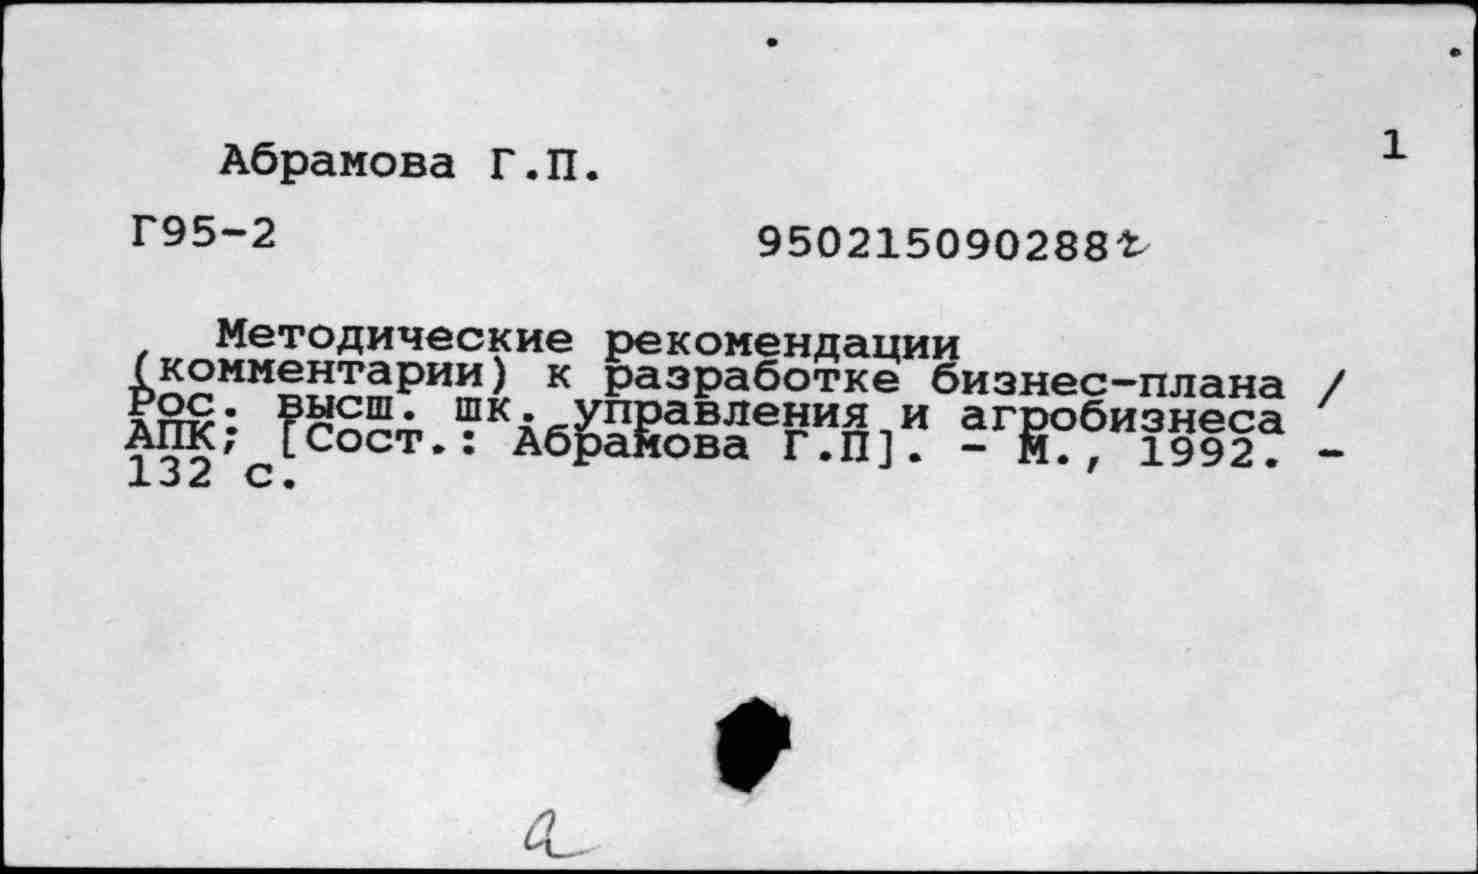 1
Абрамова Г.П.
Г95-2 950215090288t
Методические рекомендации
(комментарии) к разработке бизнес-плана /
Рос. высш. шк. управления и агробизнеса
АПК; [Сост.: Абрамова Г.П]. - М., 1992. -
132 с.
а